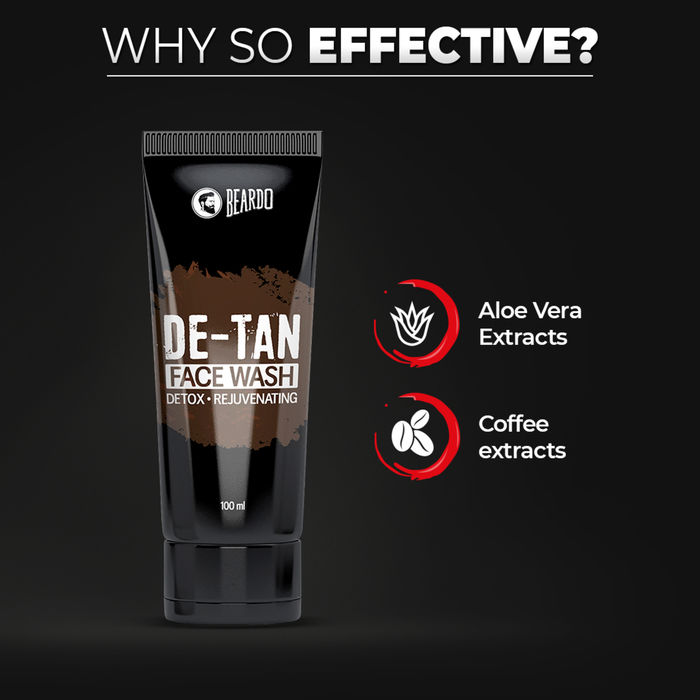 WHY SO EFFECTIVE?
BEARDO
DE-TAN
FACE WASH
DETOX • REJUVENATING
100 ml
Aloe Vera
Extracts
Coffee
extracts